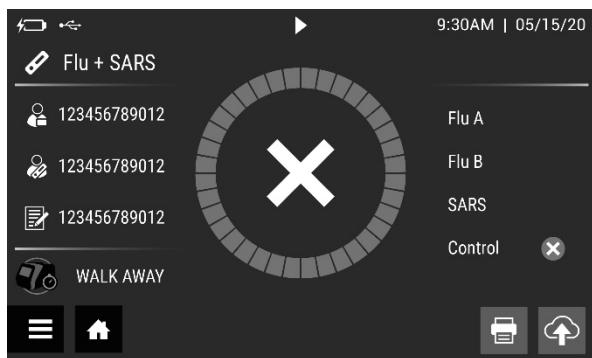 9:30AM | 05/15/20
Flu + SARS
123456789012
123456789012
123456789012
WALK AWAY
Flu A
Flu B
SARS
Control